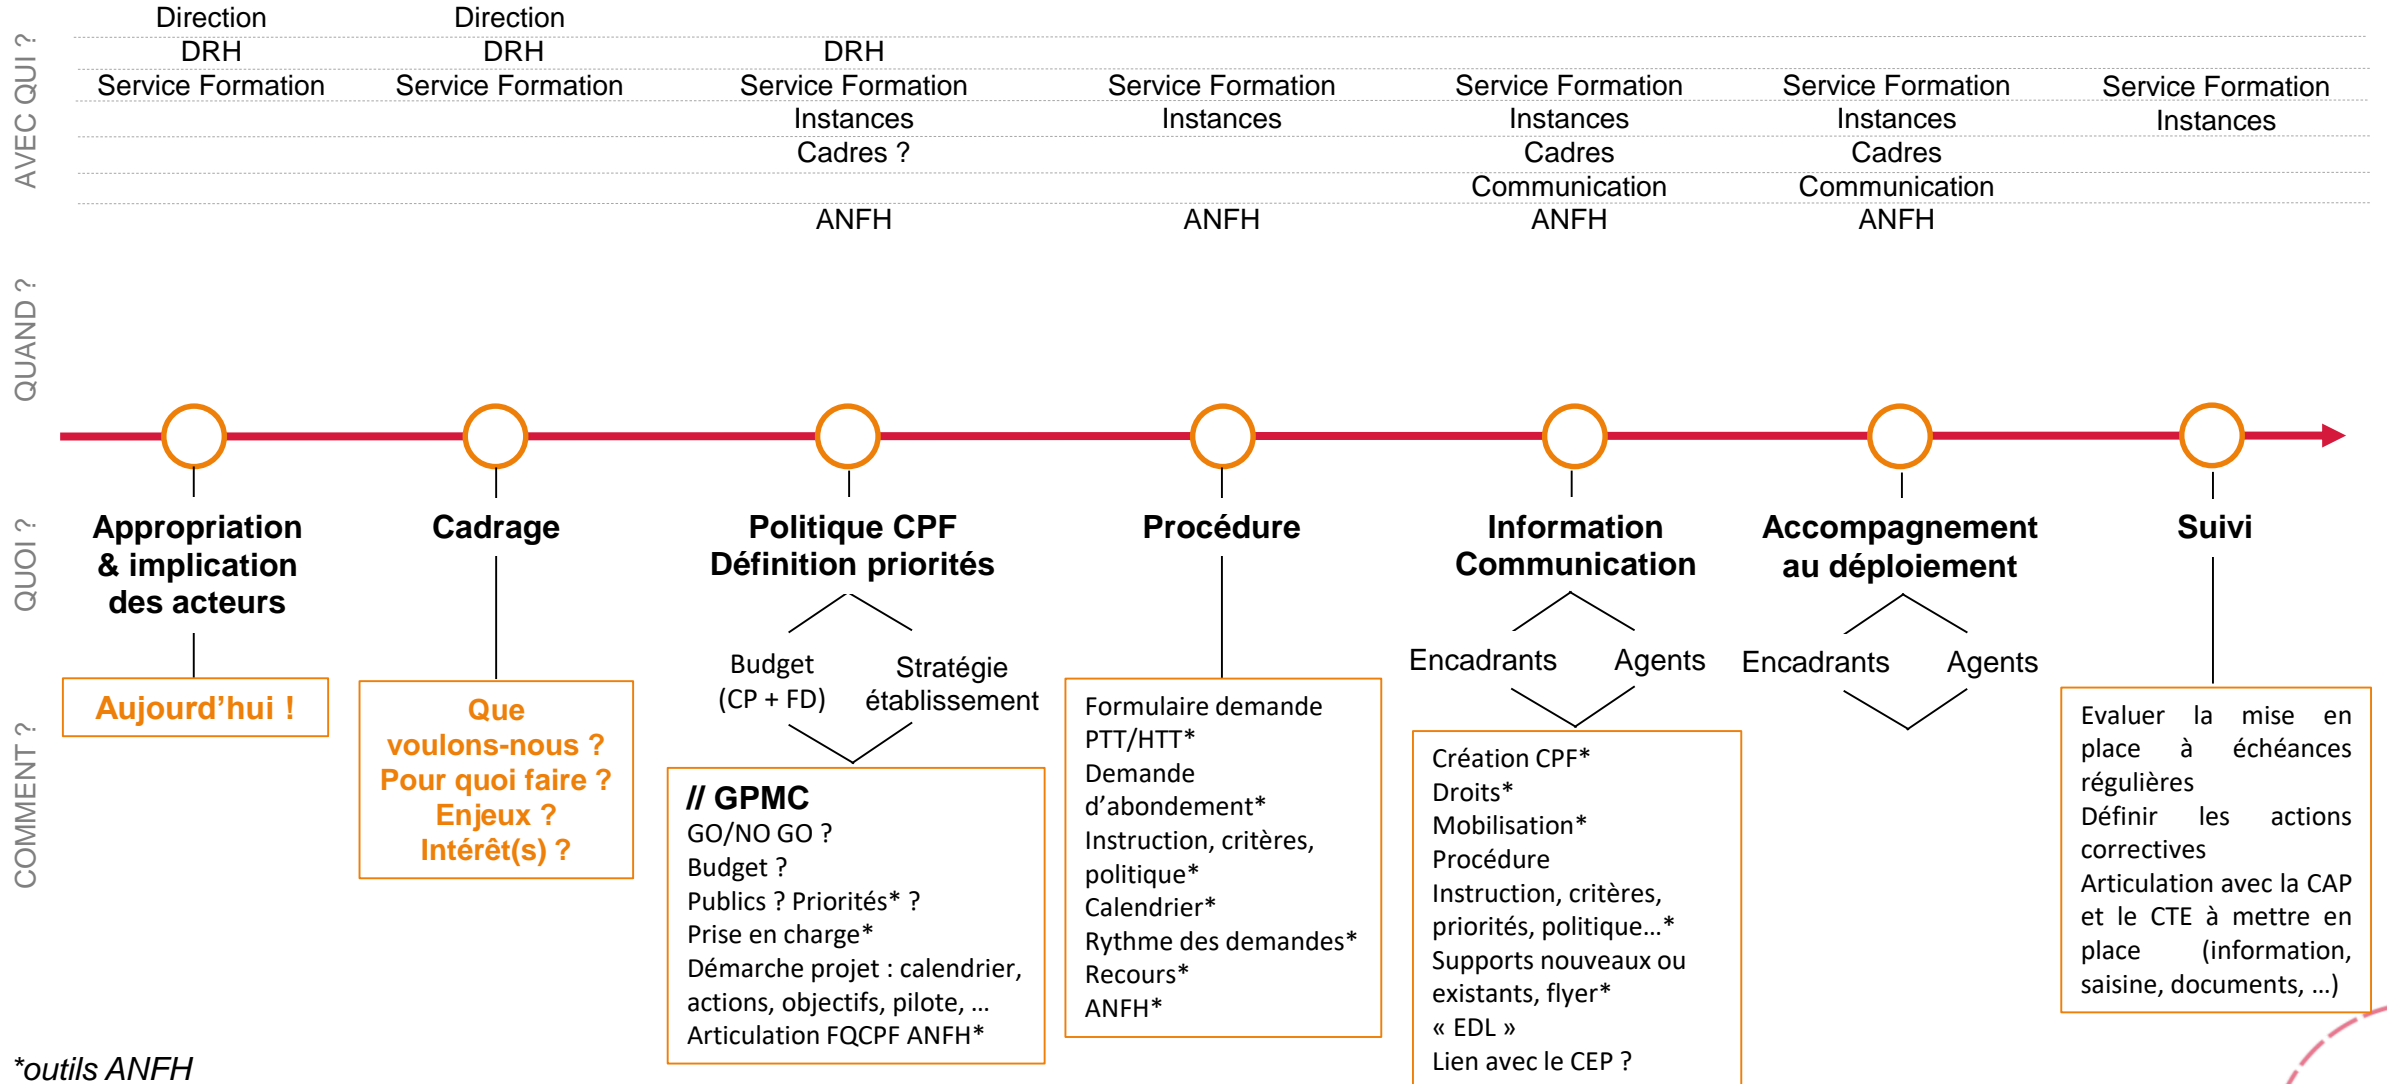 AVEC QUI ?
Direction
Direction
DRH
DRH
DRH
Service Formation
Service Formation
Service Formation
Service Formation
Service Formation
Service Formation
Service Formation
Instances
Instances
Instances
Instances
Instances
Cadres ?
Cadres
Cadres
Communication
Communication
ANFH
ANFH
ANFH
ANFH
QUAND ?
QUOI ?
Appropriation
& implication
des acteurs
Cadrage
Politique CPF
Définition priorités
Procédure
Information
Communication
Accompagnement
au déploiement
Suivi
Budget
(CP + FD)
Stratégie
établissement
Encadrants
Agents
Encadrants
Agents
COMMENT ?
Aujourd’hui !
Que
voulons-nous ?
Pour quoi faire ?
Enjeux ?
Intérêt(s) ?
// GPMC
GO/NO GO ?
Budget ?
Publics ? Priorités* ?
Prise en charge*
Démarche projet : calendrier,
actions, objectifs, pilote, …
Articulation FQCPF ANFH*
Formulaire demande
PTT/HTT*
Demande
d’abondement*
Instruction, critères,
politique*
Calendrier*
Rythme des demandes*
Recours*
ANFH*
Création CPF*
Droits*
Mobilisation*
Procédure
Instruction, critères,
priorités, politique…*
Supports nouveaux ou
existants, flyer*
« EDL »
Lien avec le CEP ?
Evaluer la mise en
place à échéances
régulières
Définir les actions
correctives
Articulation avec la CAP
et le CTE à mettre en
place (information,
saisine, documents, …)
*outils ANFH